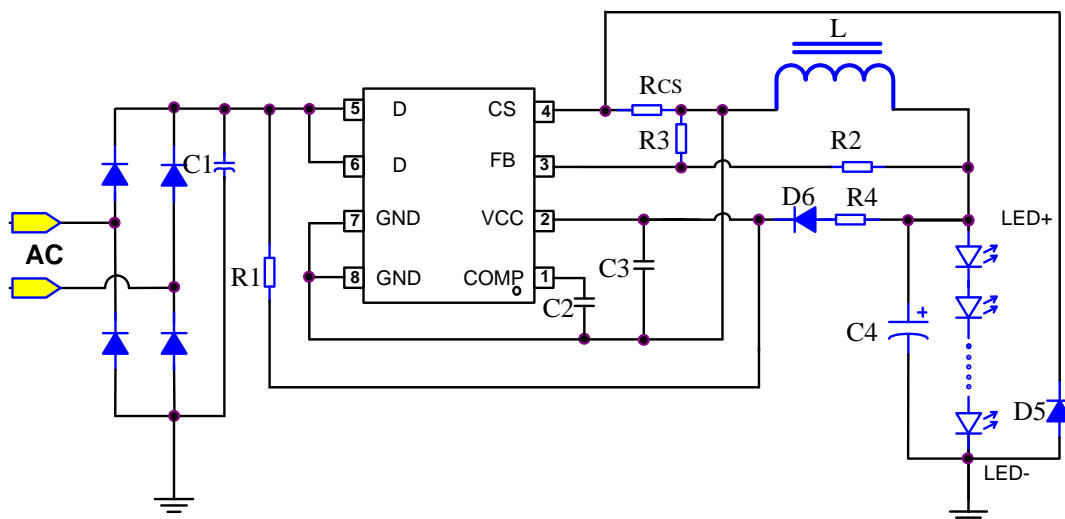 L
RCS
5
D
CS
4
R3
C1
6
D
FB
3
R2
D6
R4
7
GND
VCC
2
LED+
AC
R1
8
GND
COMP
1
C3
C2
C4
+
D5
LED-